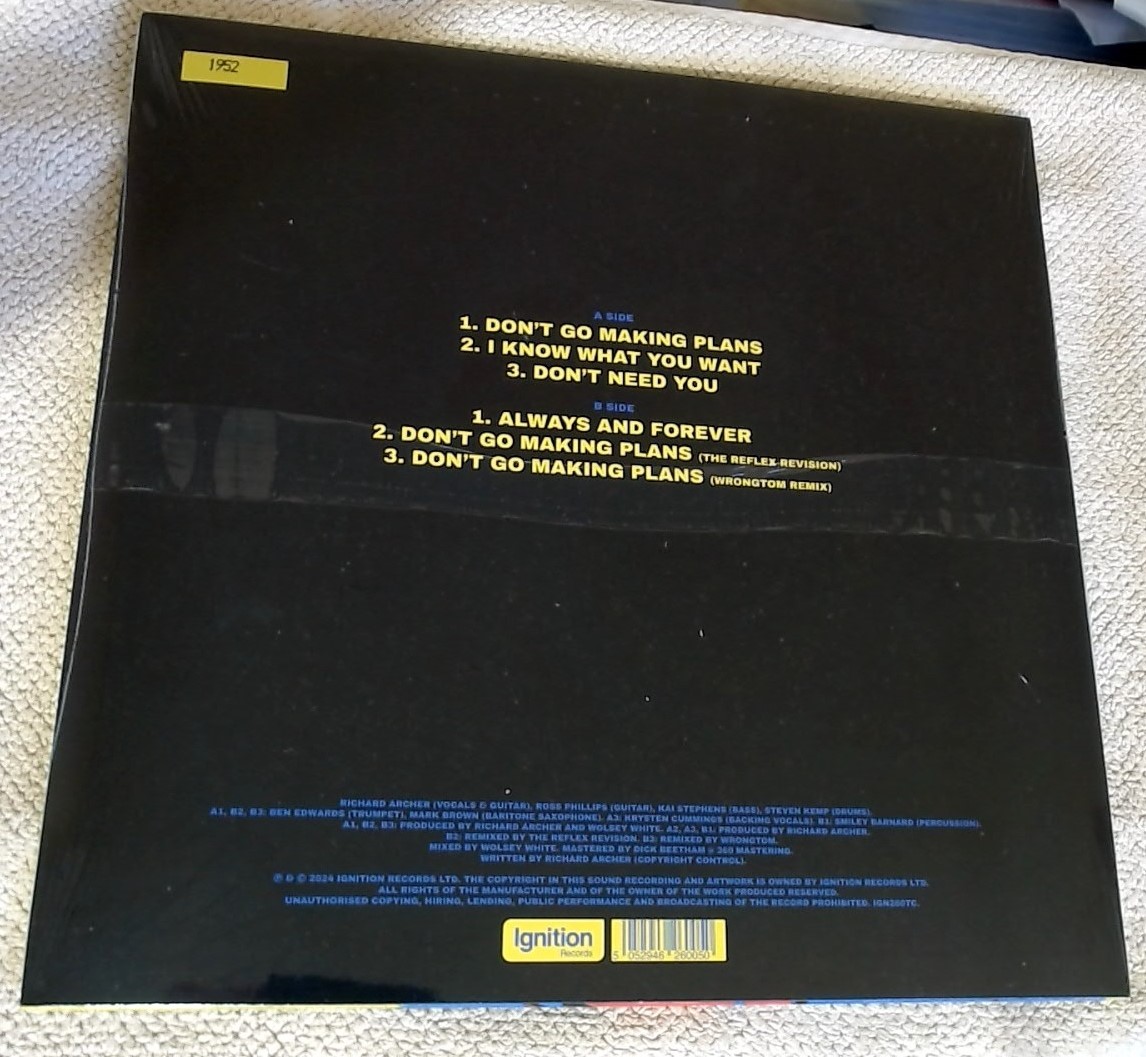 1952
A SIDE
1. DON'T GO MAKING PLANS
2. I KNOW WHAT YOU WANT
3. DON'T NEED YOU
B SIDE
1. ALWAYS AND FOREVER
2. DON'T GO MAKING PLANS (THE REFLEX REVISION)
3. DON'T GO MAKING PLANS (WRONGTOM REMIX)
RICHARD ARCHER (VOCALS & GUITAR), ROSS PHILLIPS (GUITAR), KAI STEPHENS (BASS), STEVEN KEMP (DRUMS).
A1, B2, B3: BEN EDWARDS (TRUMPET), MARK BROWN (BARITONE SAXOPHONE). A3: KRYSTEN CUMMINGS (BACKING VOCALS). B1: SMILEY BARNARD (PERCUSSION).
A1, B2, B3: PRODUCED BY RICHARD ARCHER AND WOLSEY WHITE. A2, A3, B1: PRODUCED BY RICHARD ARCHER.
B2: REMIXED BY THE REFLEX REVISION. B3: REMIXED BY WRONGTOM.
MIXED BY WOLSEY WHITE. MASTERED BY DICK BEETHAM @ 360 MASTERING.
WRITTEN BY RICHARD ARCHER (COPYRIGHT CONTROL).
℗ & © 2024 IGNITION RECORDS LTD. THE COPYRIGHT IN THIS SOUND RECORDING AND ARTWORK IS OWNED BY IGNITION RECORDS LTD.
ALL RIGHTS OF THE MANUFACTURER AND OF THE OWNER OF THE WORK PRODUCED RESERVED.
UNAUTHORISED COPYING, HIRING, LENDING, PUBLIC PERFORMANCE AND BROADCASTING OF THE RECORD PROHIBITED.
Ignition
Records
5 052946 260050